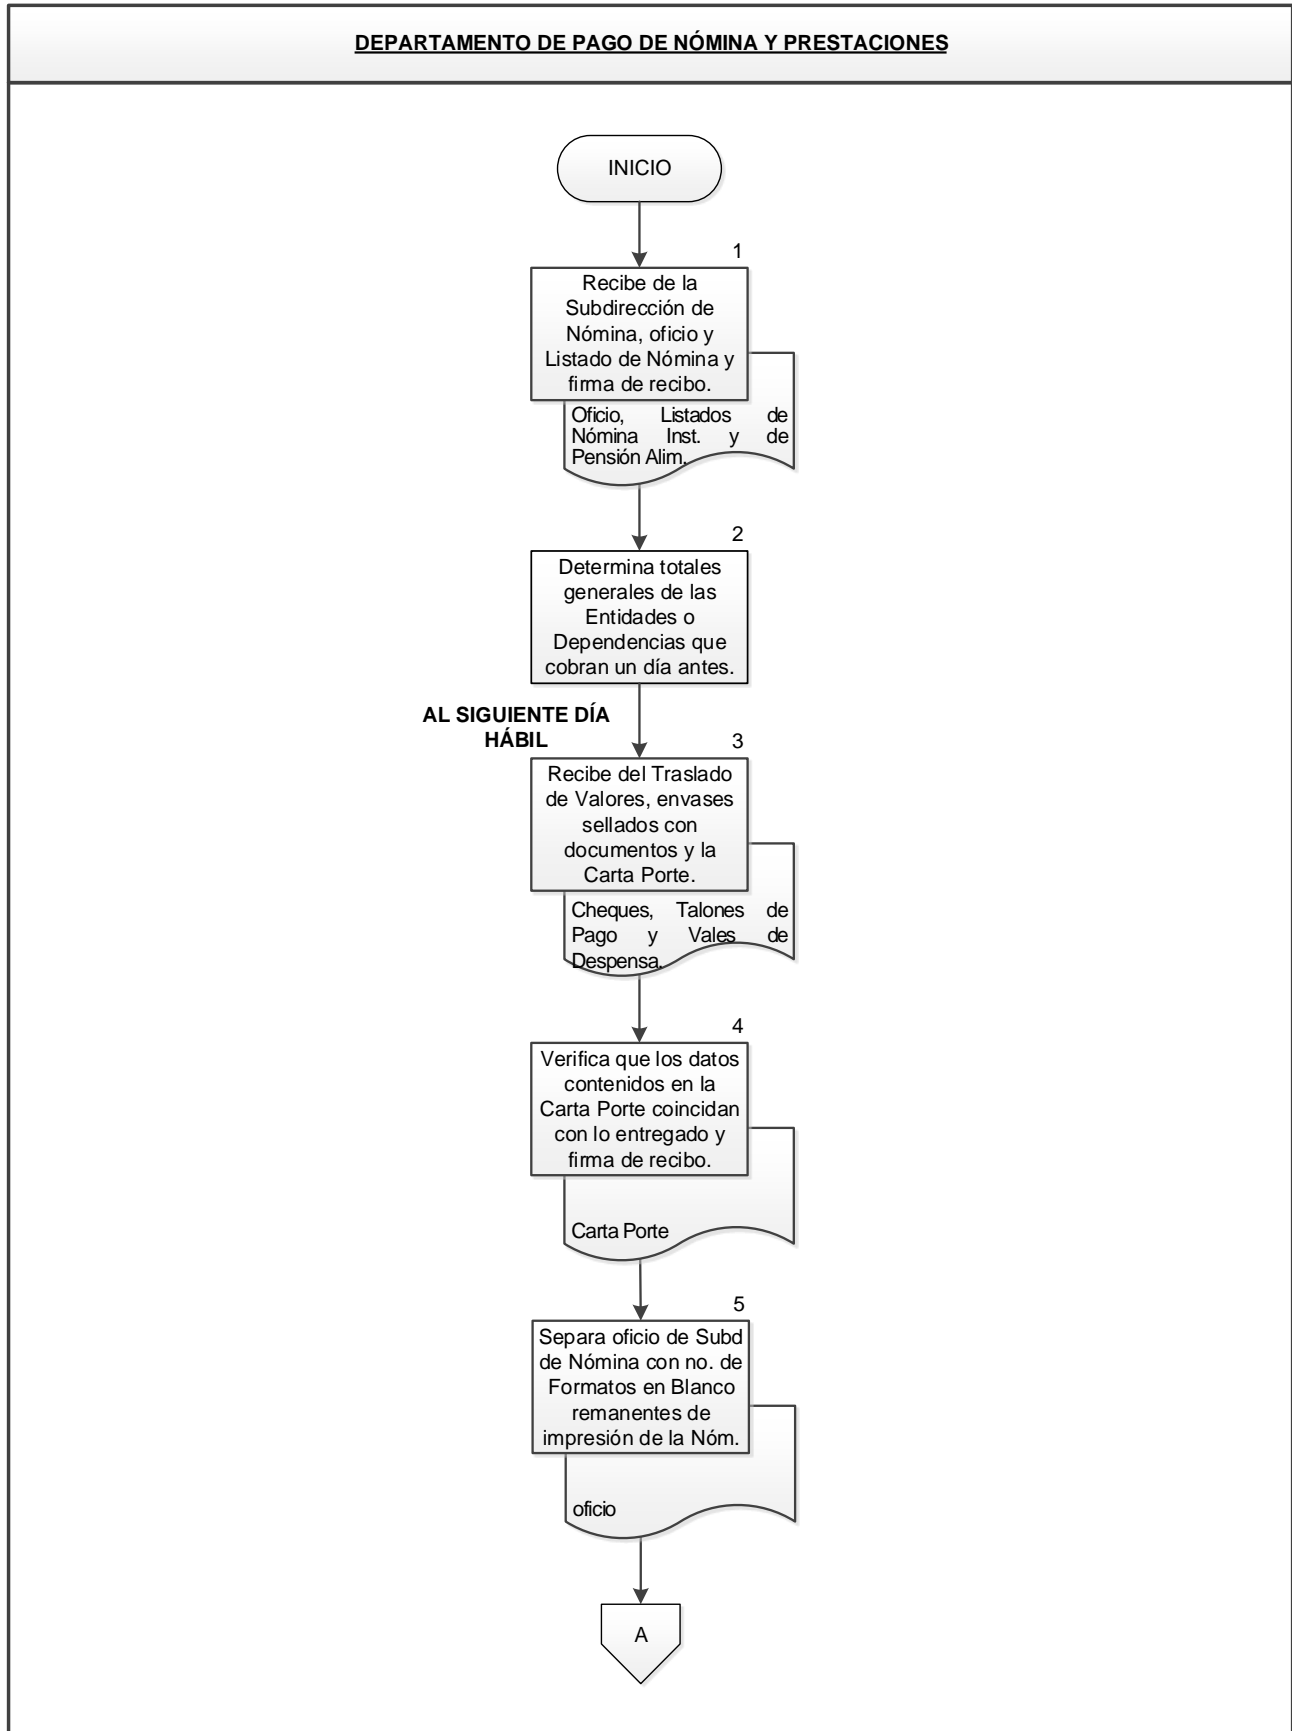 DEPARTAMENTO DE PAGO DE NÓMINA Y PRESTACIONES
INICIO
1
Recibe de la
Subdirección de
Nómina, oficio y
Listado de Nómina y
firma de recibo.
Oficio, Listados de
Nómina Inst. y de
Pensión Alim.
2
Determina totales
generales de las
Entidades o
Dependencias que
cobran un día antes.
AL SIGUIENTE DÍA
HÁBIL
3
Recibe del Traslado
de Valores, envases
sellados con
documentos y la
Carta Porte.
Cheques, Talones de
Pago y Vales de
Despensa.
4
Verifica que los datos
contenidos en la
Carta Porte coincidan
con lo entregado y
firma de recibo.
Carta Porte
5
Separa oficio de Subd
de Nómina con no. de
Formatos en Blanco
remanentes de
impresión de la Nóm.
oficio
A